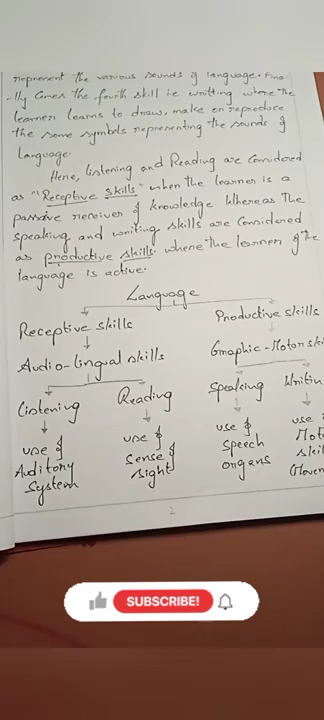 represent the various sounds of language. Fina
-lly comes the fourth skill i.e writting where the
learner learns to draw, make or reproduce
the same symbols representing the sounds of
Language.
Here, Listening and Reading are considered
as "Receptive skills" when the learner is a
passive receiver of knowledge whereas the
speaking, and writing skills are considered
as productive skills where the learner of the
language is active.
Language
Receptive skills
Productive skills
Audio-lingual skills
Graphic-Motor skil
Listening Reading Speaking Writin
use of Auditory System
use of Sense of sight
use of Speech organs
use Moto skil Movem
2
SUBSCRIBE!